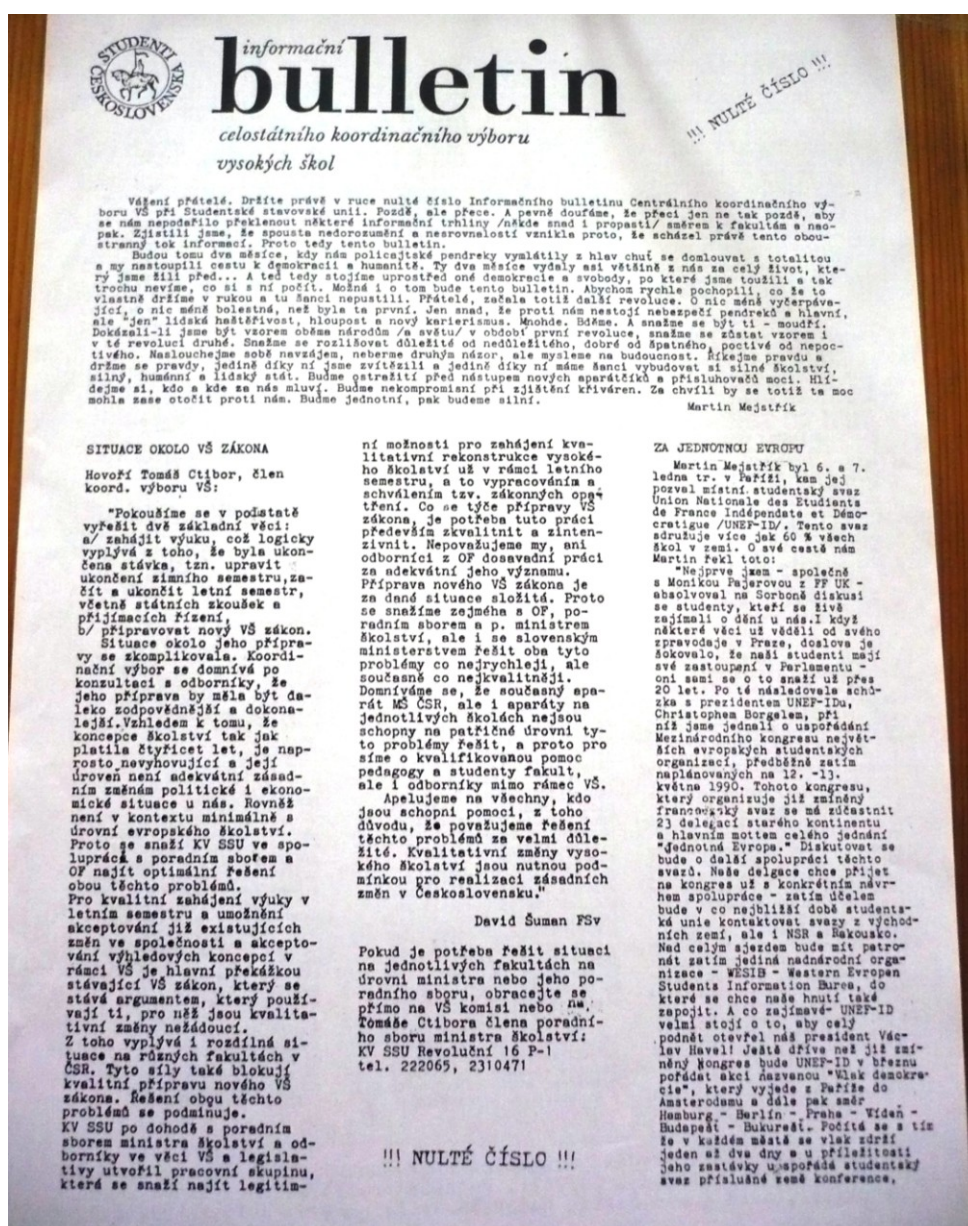 STUDENTI ČESKOSLOVENSKA
informační
bulletin
celostátního koordinačního výboru
vysokých škol
!!! NULTÉ ČÍSLO !!!
Vážení přátelé. Držíte právě v ruce nulté číslo Informačního bulletinu Centrálního koordinačního vý-
boru VŠ při Studentské stavovské unii. Pozdě, ale přece. A pevně doufáme, že přeci jen ne tak pozdě, aby
se nám nepodařilo překlenout některé informační trhliny /někde snad i propasti/ směrem k fakultám a nao-
pak. Zjistili jsme, že spousta nedorozumění a nesrovnalostí vznikla proto, že scházel právě tento obou-
stranný tok informací. Proto tedy tento bulletin.
Budou tomu dva měsíce, kdy nám policajtské pendreky vymlátily z hlav chuť se domlouvat s totalitou
a my nastoupili cestu k demokracii a humanitě. Ty dva měsíce vydaly asi většině z nás za celý život, kte-
rý jsme žili před... A teď tedy stojíme uprostřed oné demokracie a svobody, po které jsme toužili a tak
trochu nevíme, co si s ní počít. Možná i o tom bude tento bulletin. Abychom rychle pochopili, co že to
vlastně držíme v rukou a tu šanci nepustili. Přátelé, začala totiž další revoluce. O nic méně vyčerpáva-
jící, o nic méně bolestná, než byla ta první. Jen snad, že proti nám nestojí nebezpečí pendreků a hlavní,
ale "jen" lidská hašteřivost, hloupost a nový karierismus. Mnohde. Bděme. A snažme se být ti - moudří.
Dokázali-li jsme být vzorem oběma národům /a světu/ v období první revoluce, snažme se zůstat vzorem i
v té revoluci druhé. Snažme se rozlišovat důležité od nedůležitého, dobré od špatného, poctivé od nepoc-
tivého. Naslouchejme sobě navzájem, neberme druhým názor, ale mysleme na budoucnost. Říkejme pravdu a
držme se pravdy, jedině díky ní jsme zvítězili a jedině díky ní máme šanci vybudovat si silné školství,
silný, humánní a lidský stát. Buďme ostražití před nástupem nových aparátčíků a přisluhovačů moci. Hlí-
dejme si, kdo a kde za nás mluví. Buďme nekompromisní při zjištění křiváren. Za chvíli by se totiž ta moc
mohla zase otočit proti nám. Buďme jednotní, pak budeme silní.
Martin Mejstřík
SITUACE OKOLO VŠ ZÁKONA
Hovoří Tomáš Ctibor, člen
koord. výboru VŠ:
"Pokoušíme se v podstatě
vyřešit dvě základní věci:
a/ zahájit výuku, což logicky
vyplývá z toho, že byla ukon-
čena stávka, tzn. upravit
ukončení zimního semestru,za-
čít a ukončit letní semestr,
včetně státních zkoušek a
přijímacích řízení,
b/ připravovat nový VŠ zákon.
Situace okolo jeho přípra-
vy se zkomplikovala. Koordi-
nační výbor se domnívá po
konzultaci s odborníky, že
jeho příprava by měla být da-
leko zodpovědnější a dokona-
lejší.Vzhledem k tomu, že
koncepce školství tak jak
platila čtyřicet let, je nap-
rosto nevyhovující a její
úroveň není adekvátní zásad-
ním změnám politické i ekono-
mické situace u nás. Rovněž
není v kontextu minimálně s
úrovní evropského školství.
Proto se snaží KV SSU ve spo-
lupráci s poradním sborem a
OF najít optimální řešení
obou těchto problémů.
Pro kvalitní zahájení výuky v
letním semestru a umožnění
akceptování již existujících
změn ve společnosti a akcepto-
vání výhledových koncepcí v
rámci VŠ je hlavní překážkou
stávající VŠ zákon, který se
stává argumentem, který použí-
vají ti, pro něž jsou kvalita-
tivní změny nežádoucí.
Z toho vyplývá i rozdílná si-
tuace na různých fakultách v
ČSR. Tyto síly také blokují
kvalitní přípravu nového VŠ
zákona. Řešení obou těchto
problémů se podminuje.
KV SSU po dohodě s poradním
sborem ministra školství a od-
borníky ve věci VŠ a legisla-
tivy utvořil pracovní skupinu,
která se snaží najít legitim-
ní možnosti pro zahájení kva-
litativní rekonstrukce vysoké-
ho školství už v rámci letního
semestru, a to vypracováním a
schválením tzv. zákonných opa-
tření. Co se týče přípravy VŠ
zákona, je potřeba tuto práci
především zkvalitnit a zinten-
zivnit. Nepovažujeme my, ani
odborníci z OF dosavadní práci
za adekvátní jeho významu.
Příprava nového VŠ zákona je
za dané situace složitá. Proto
se snažíme zejména s OF, po-
radním sborem a p. ministrem
školství, ale i se slovenským
ministerstvem řešit oba tyto
problémy co nejrychleji, ale
současně co nejkvalitněji.
Domníváme se, že současný apa-
rát MŠ ČSR, ale i aparáty na
jednotlivých školách nejsou
schopny na patřičné úrovni ty-
to problémy řešit, a proto pro
síme o kvalifikovanou pomoc
pedagogy a studenty fakult,
ale i odborníky mimo rámec VŠ.
Apelujeme na všechny, kdo
jsou schopni pomoci, z toho
důvodu, že považujeme řešení
těchto problémů za velmi důle-
žité. Kvalitativní změny vyso-
kého školství jsou nutnou pod-
mínkou pro realizaci zásadních
změn v Československu."
David Šuman FSv
Pokud je potřeba řešit situaci
na jednotlivých fakultách na
úrovni ministra nebo jeho po-
radního sboru, obracejte se
přímo na VŠ komisi nebo na.
Tomáše Ctibora člena poradní-
ho sboru ministra školství:
KV SSU Revoluční 16 P-1
tel. 222065, 2310471
!!! NULTÉ ČÍSLO !!!
ZA JEDNOTNOU EVROPU
Martin Mejstřík byl 6. a 7.
ledna tr. v Paříži, kam jej
pozval místní studentský svaz
Union Nationale des Etudients
de France Indépendate et Démo-
cratigue /UNEF-ID/. Tento svaz
sdružuje více jak 60 % všech
škol v zemi. O své cestě nám
Martin řekl toto:
"Nejprve jsem - společně
s Monikou Pajerovou z FF UK -
absolvoval na Sorboně diskusi
se studenty, kteří se živě
zajímali o dění u nás.I když
některé věci už věděli od svého
zpravodaje v Praze, doslova je
šokovalo, že naši studenti mají
své zastoupení v Parlamentu -
oni sami se o to snaží už přes
20 let. Po té následovala schů-
zka s prezidentem UNEF-IDu,
Christophem Borgelem, při
níž jsme jednali o uspořádání
Mezinárodního kongresu největ-
ších evropských studentských
organizací, předběžně zatím
naplánovaných na 12. -13.
května 1990. Tohoto kongresu,
který organizuje již zmíněný
francouzský svaz se má zúčastnit
23 delegací starého kontinentu
a hlavním mottem celého jednání
"Jednotná Evropa." Diskutovat se
bude o další spolupráci těchto
svazů. Naše delgace chce přijet
na kongres už s konkrétním návr-
hem spolupráce - zatím účelem
bude v co nejbližší době students-
ká unie kontaktovat svazy z východ-
ních zemí, ale i NSR a Rakousko.
Nad celým sjezdem bude mít patro-
nát zatím jediná nadnárodní orga-
nizace - WESIB - Western Evropen
Students Information Burea, do
které se chce naše hnutí také
zapojit. A co zajímavé- UNEF-ID
velmi stojí o to, aby celý
podnět otevřel náš president Vác-
lav Havel! Ještě dříve než již zmí-
něný kongres bude UNEF-ID v březnu
pořádat akci nazvanou "Vlak demokra-
cie", který vyjede z Paříže do
Amsterodamu a dále pak směr
Hamburg - Berlín - Praha - Vídeň -
Budapešť - Bukurešť. Počítá se s tím
že v každém městě se vlak zdrží
jeden až dva dny a u příležitosti
jeho zastávky uspořádá studentský
svaz příslušné země konference,